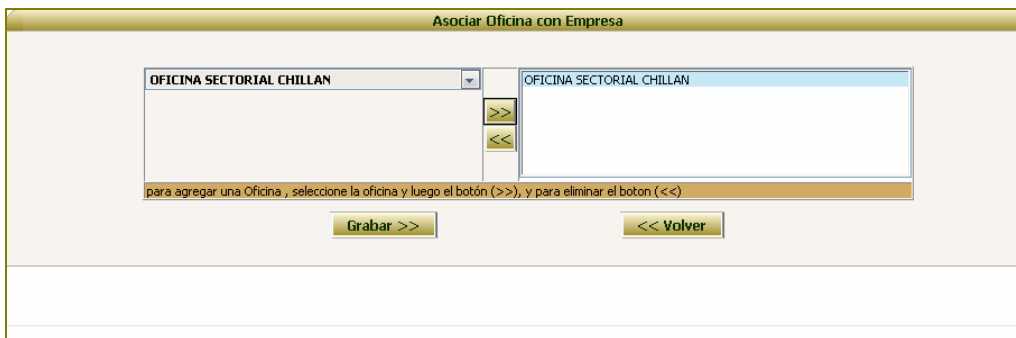 Asociar Oficina con Empresa
OFICINA SECTORIAL CHILLAN
OFICINA SECTORIAL CHILLAN
>>
<<
para agregar una Oficina , seleccione la oficina y luego el botón (>>), y para eliminar el boton (<<)
Grabar >>
<< Volver